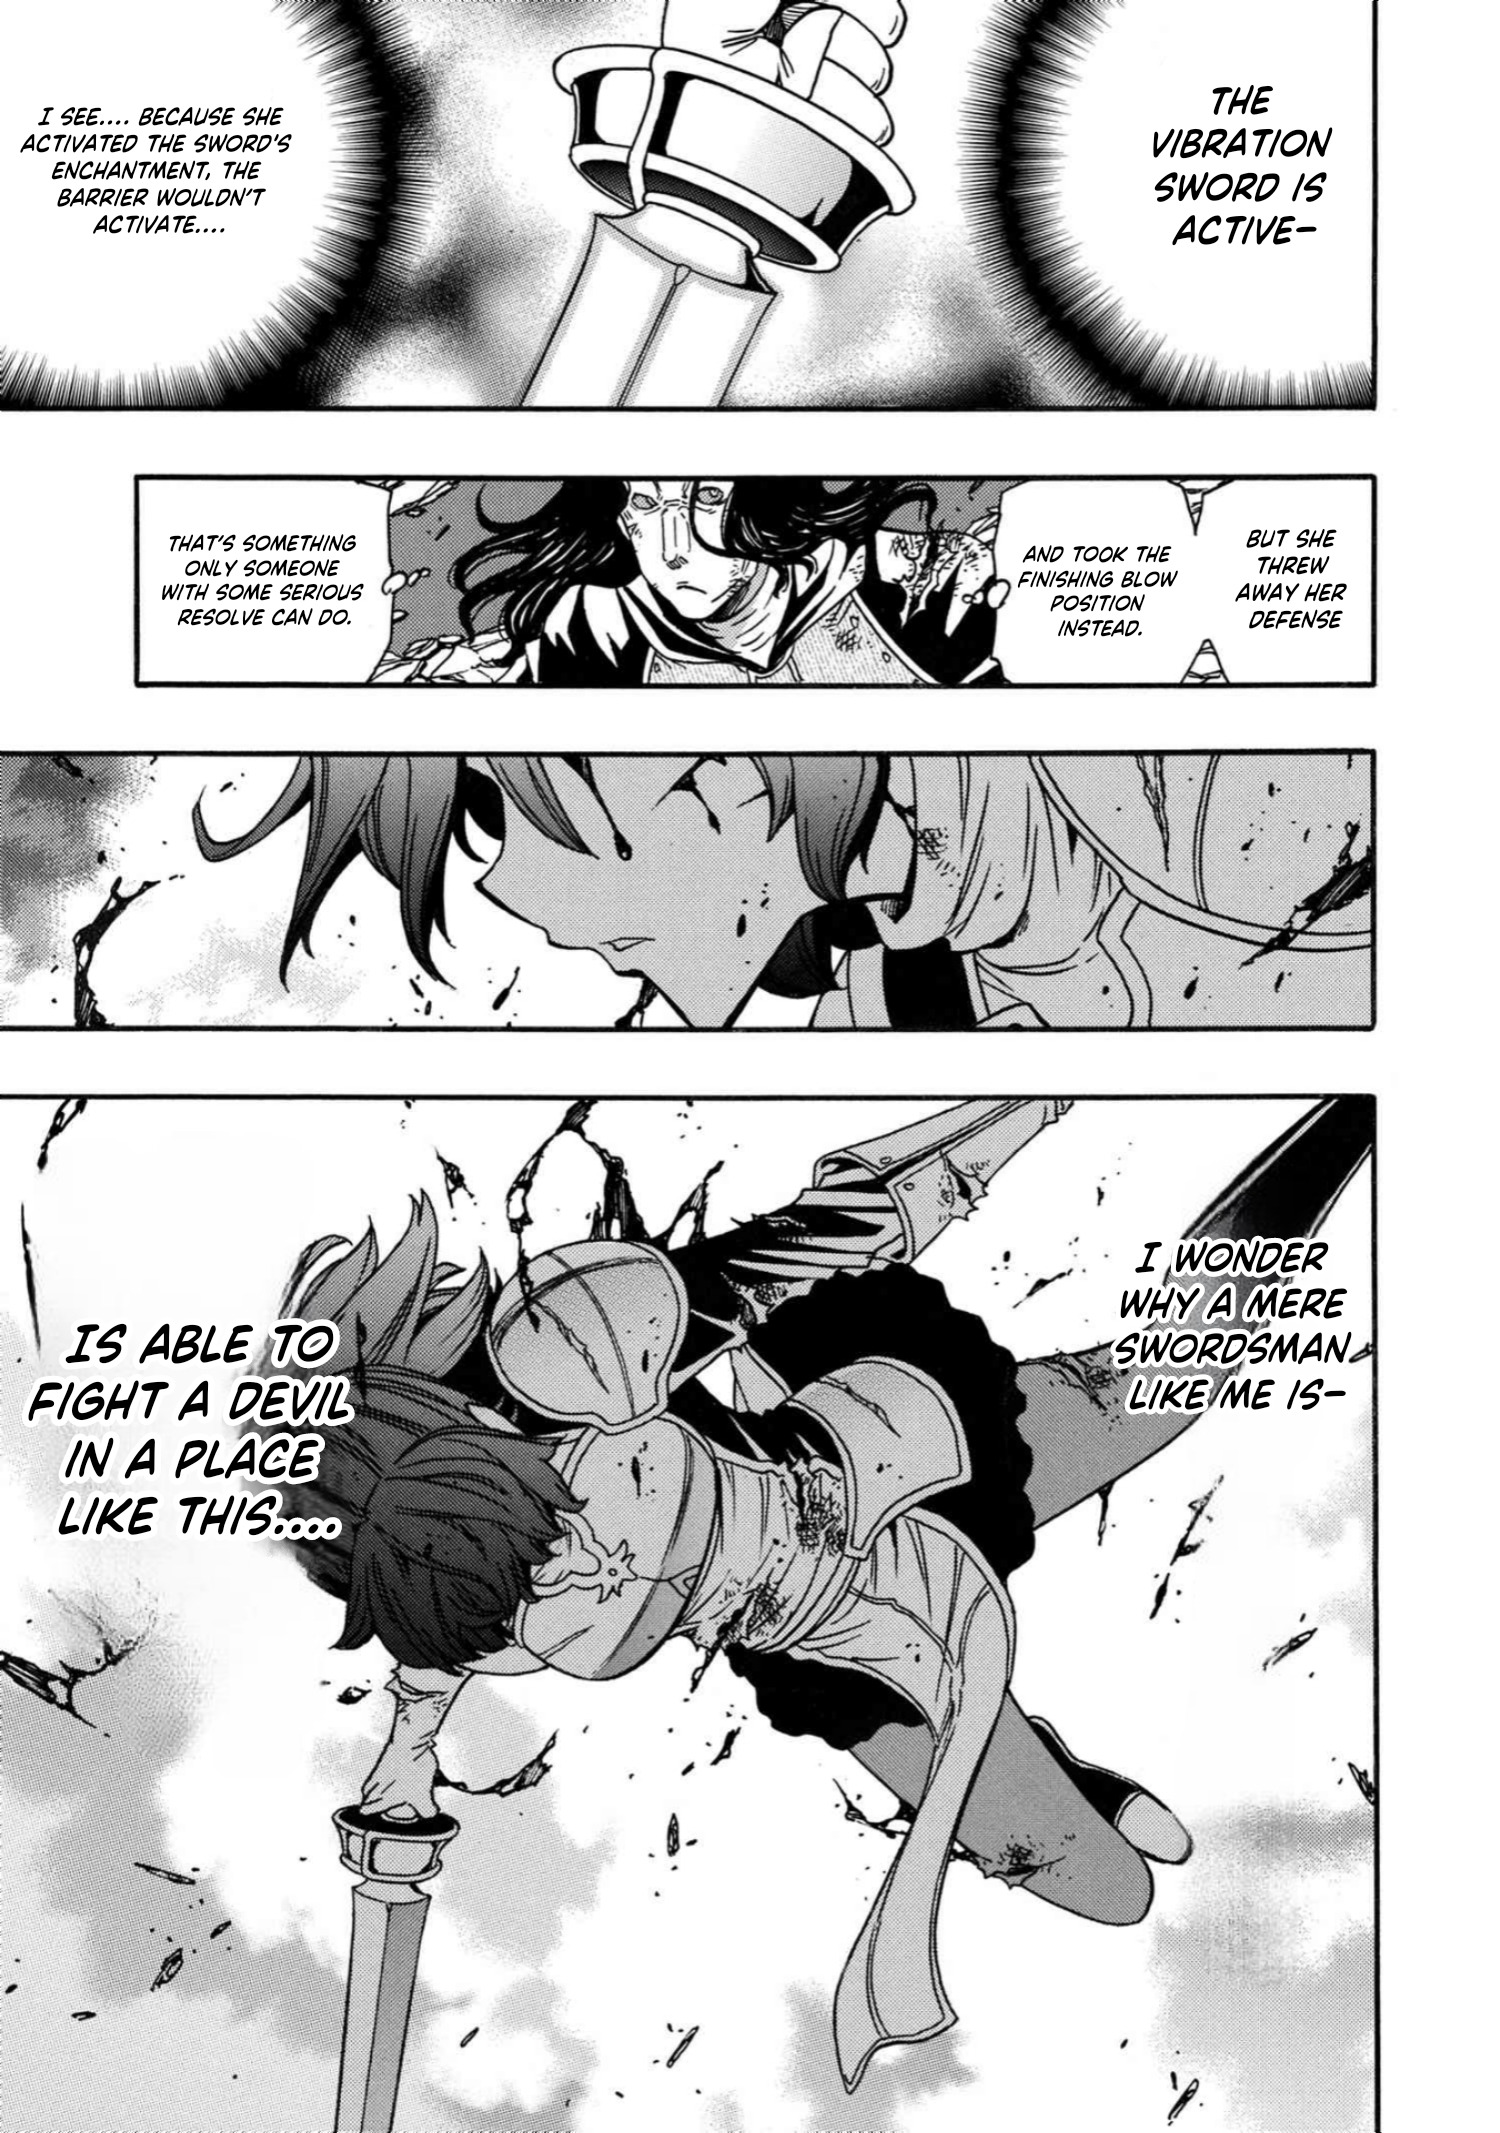 THE
VIBRATION
SWORD IS
ACTIVE-
I SEE.... BECAUSE SHE
ACTIVATED THE SWORD'S
ENCHANTMENT, THE
BARRIER WOULDN'T
ACTIVATE....
BUT SHE
THREW
AWAY HER
DEFENSE
AND TOOK THE
FINISHING BLOW
POSITION
INSTEAD.
THAT'S SOMETHING
ONLY SOMEONE
WITH SOME SERIOUS
RESOLVE CAN DO.
I WONDER
WHY A MERE
SWORDSMAN
LIKE ME IS-
IS ABLE TO
FIGHT A DEVIL
IN A PLACE
LIKE THIS....